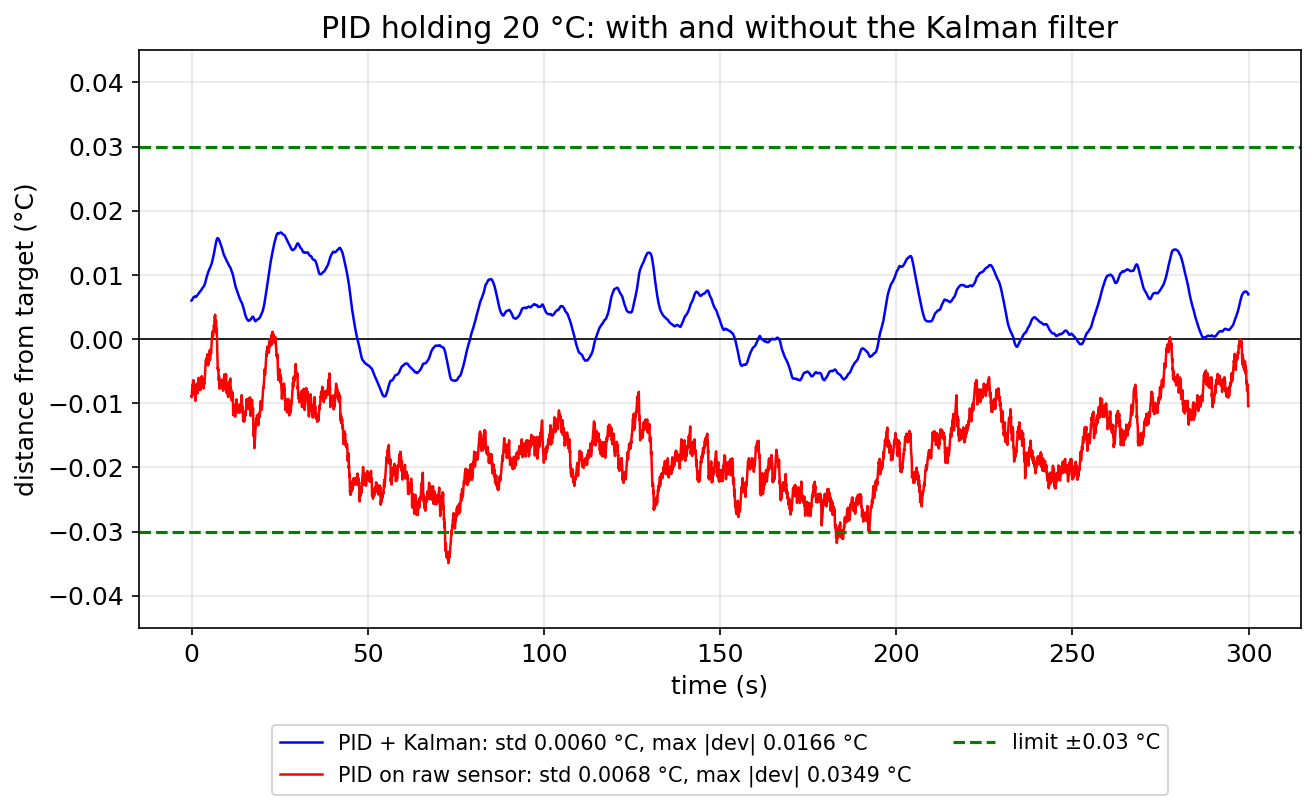 PID holding 20 °C: with and without the Kalman filter
distance from target (°C)
0.04
0.03
0.02
0.01
0.00
−0.01
−0.02
−0.03
−0.04
0 50 100 150 200 250 300
time (s)
PID + Kalman: std 0.0060 °C, max |dev| 0.0166 °C
PID on raw sensor: std 0.0068 °C, max |dev| 0.0349 °C
limit ±0.03 °C